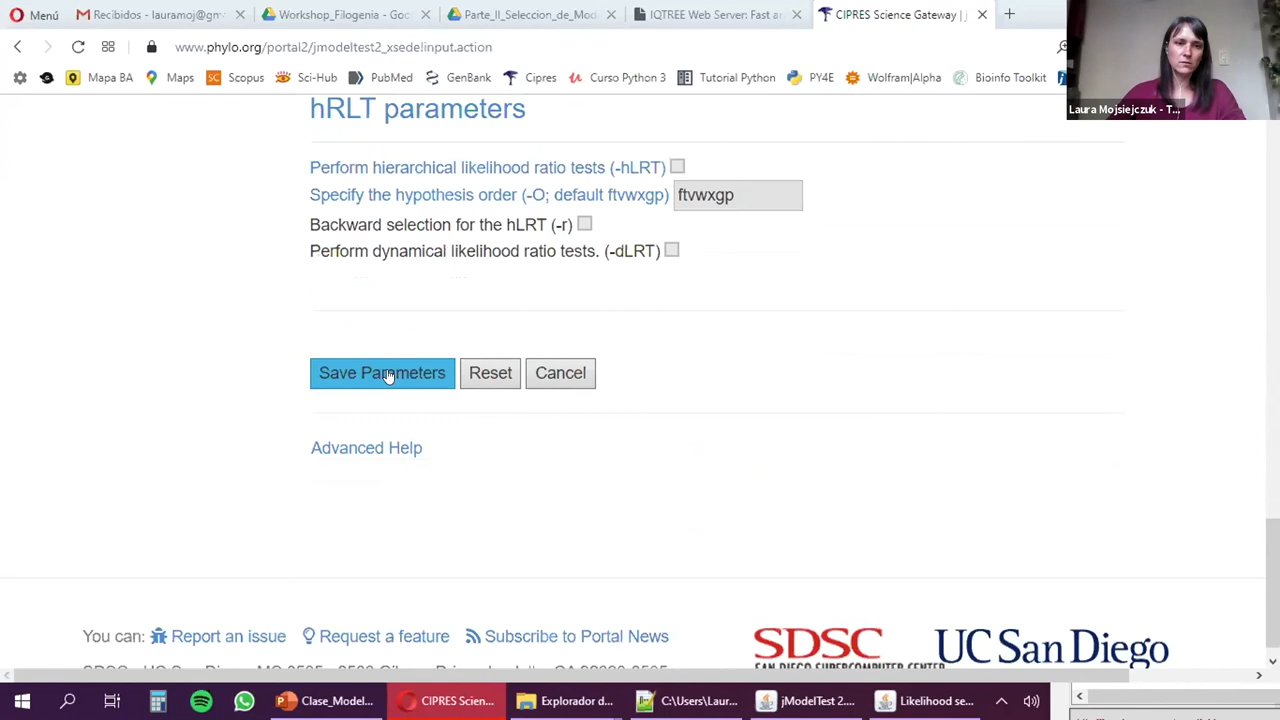 Menú
Recibidos - lauramoj@gm
Workshop_Filogenia - Goo
Parte_II_Seleccion_de_Mod
IQTREE Web Server: Fast an
CIPRES Science Gateway | j
www.phylo.org/portal2/jmodeltest2_xsede!input.action
Mapa BA
Maps
Scopus
Sci-Hub
PubMed
GenBank
Cipres
Curso Python 3
Tutorial Python
PY4E
Wolfram|Alpha
Bioinfo Toolkit
Laura Mojsiejczuk - T...
hRLT parameters
Perform hierarchical likelihood ratio tests (-hLRT)
Specify the hypothesis order (-O; default ftvwxgp) ftvwxgp
Backward selection for the hLRT (-r)
Perform dynamical likelihood ratio tests. (-dLRT)
Save Parameters Reset Cancel
Advanced Help
You can: Report an issue Request a feature Subscribe to Portal News
SDSC
SAN DIEGO SUPERCOMPUTER CENTER
UC San Diego
Clase_Model...
CIPRES Scien...
Explorador d...
C:\Users\Laur...
jModelTest 2....
Likelihood se...